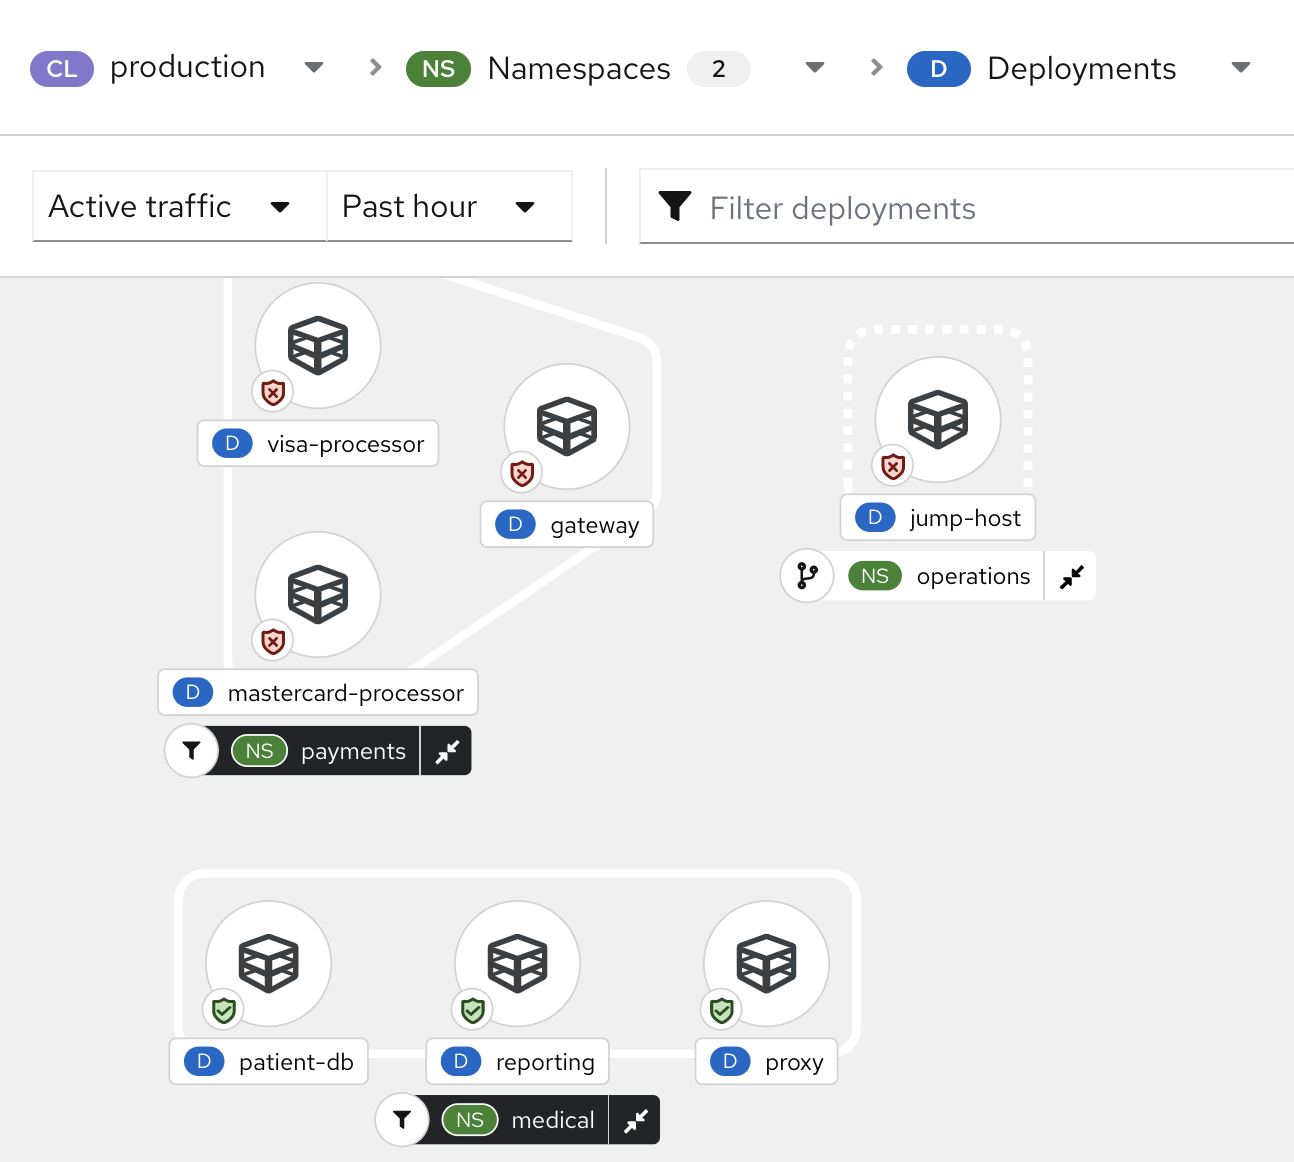 CL production NS Namespaces 2 D Deployments
Active traffic Past hour Filter deployments
D visa-processor
D gateway
D jump-host
NS operations
D mastercard-processor
NS payments
D patient-db D reporting D proxy
NS medical